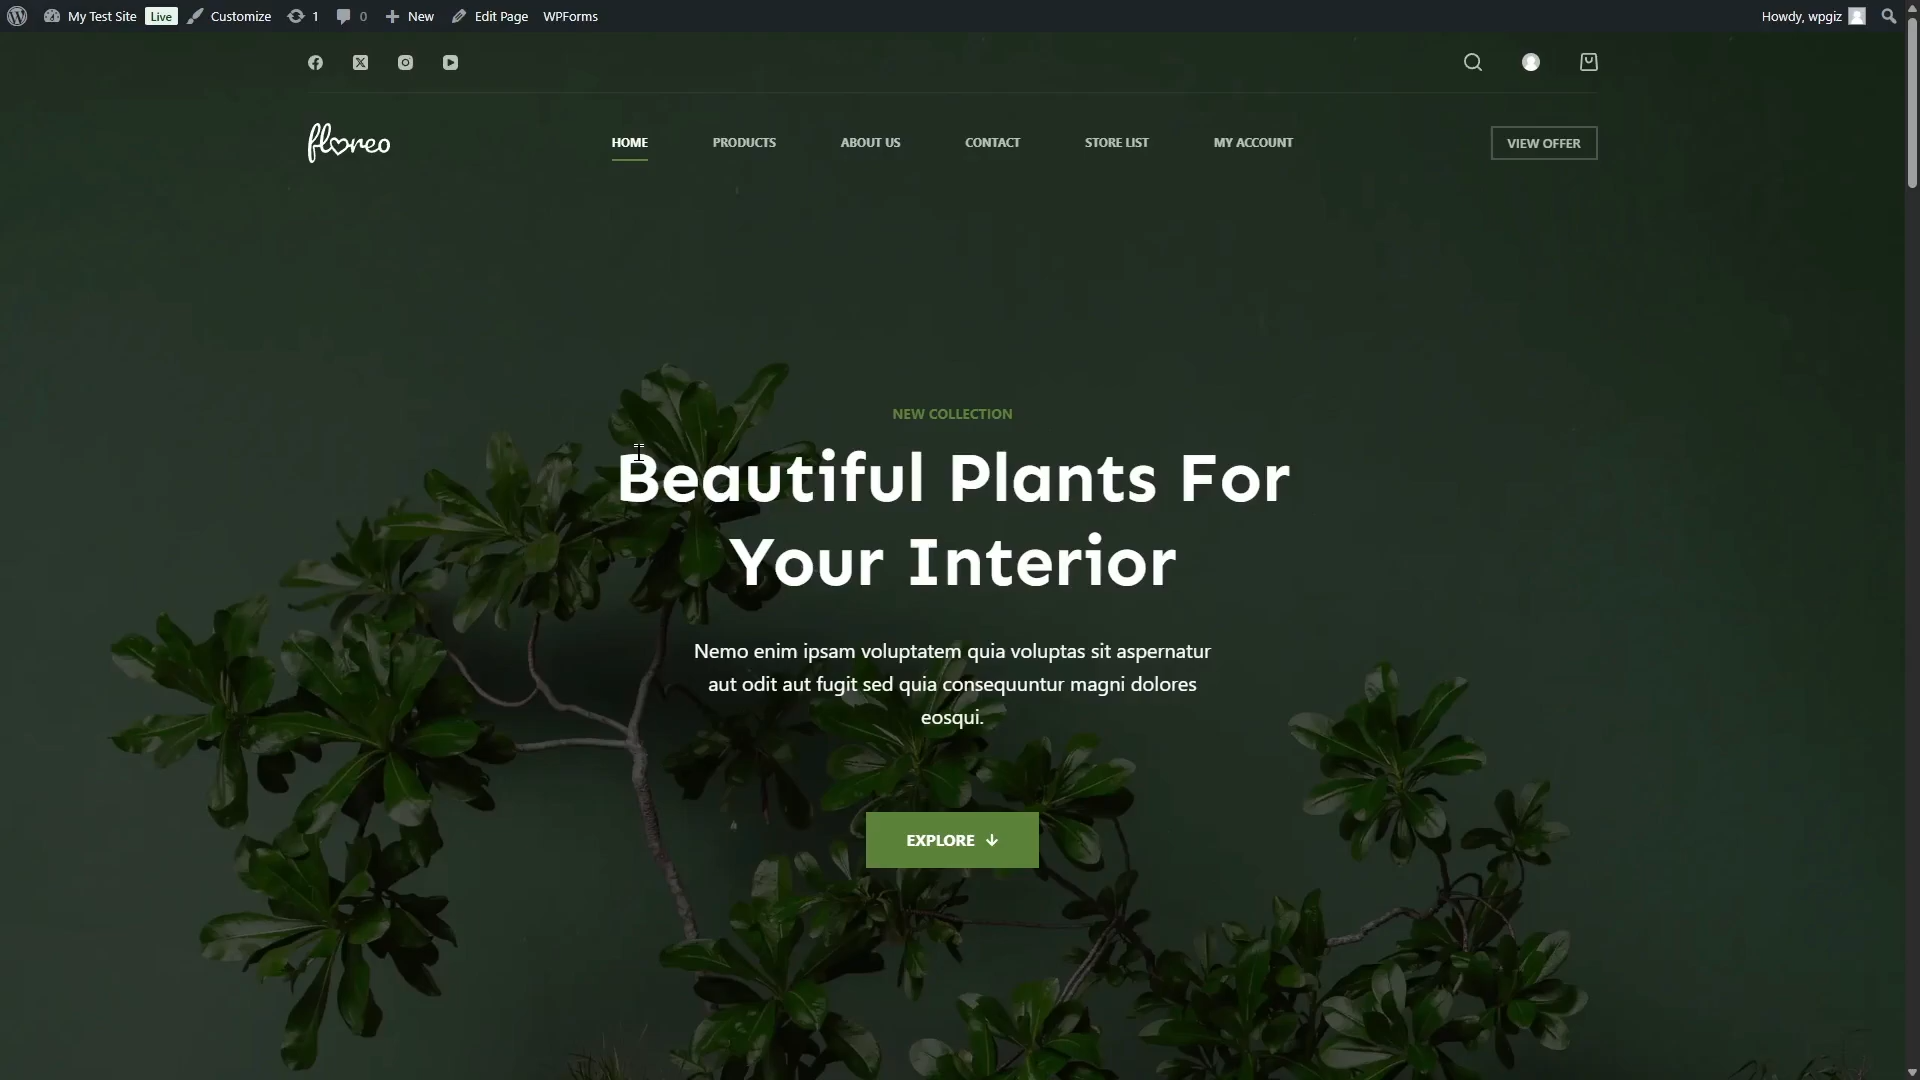 My Test Site Live Customize 1 0 New Edit Page WPForms Howdy, wpgiz
floreo HOME PRODUCTS ABOUT US CONTACT STORE LIST MY ACCOUNT VIEW OFFER
NEW COLLECTION
Beautiful Plants For
Your Interior
Nemo enim ipsam voluptatem quia voluptas sit aspernatur
aut odit aut fugit sed quia consequuntur magni dolores
eosqui.
EXPLORE